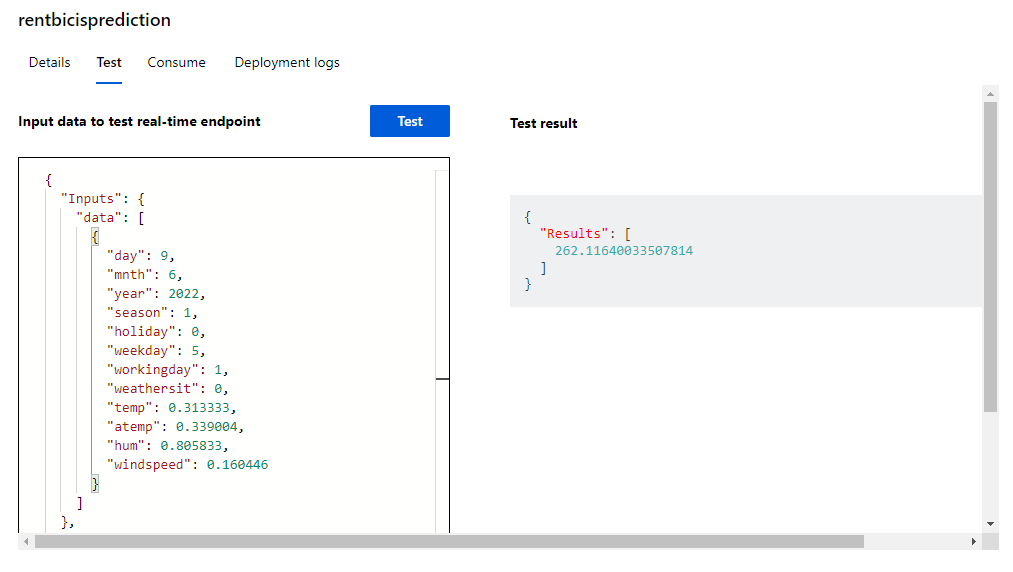 rentbicisprediction
Details Test Consume Deployment logs
Input data to test real-time endpoint
Test
{
"Inputs": {
"data": [
{
"day": 9,
"mnth": 6,
"year": 2022,
"season": 1,
"holiday": 0,
"weekday": 5,
"workingday": 1,
"weathersit": 0,
"temp": 0.313333,
"atemp": 0.339004,
"hum": 0.805833,
"windspeed": 0.160446
}
]
},
Test result
{
"Results": [
262.11640033507814
]
}